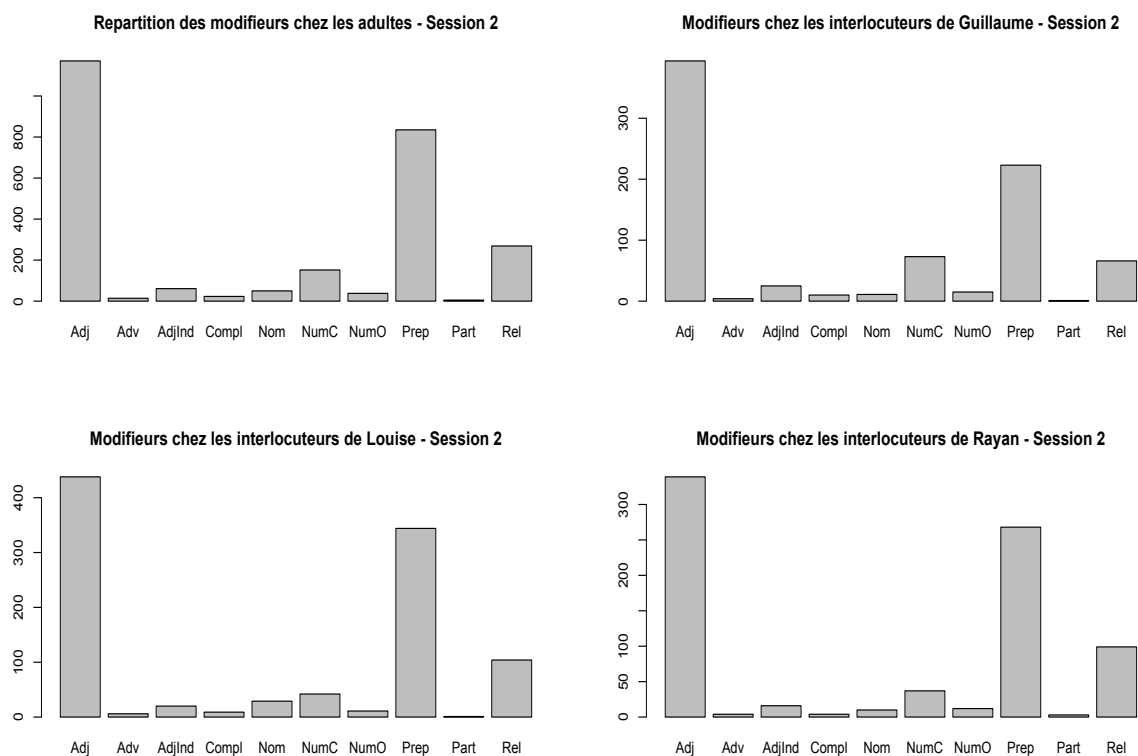 Repartition des modifieurs chez les adultes - Session 2
0 200 400 600 800
Adj Adv AdjInd Compl Nom NumC NumO Prep Part Rel
Modifieurs chez les interlocuteurs de Guillaume - Session 2
0 100 200 300
Adj Adv AdjInd Compl Nom NumC NumO Prep Part Rel
Modifieurs chez les interlocuteurs de Louise - Session 2
0 100 200 300 400
Adj Adv AdjInd Compl Nom NumC NumO Prep Part Rel
Modifieurs chez les interlocuteurs de Rayan - Session 2
0 50 100 200 300
Adj Adv AdjInd Compl Nom NumC NumO Prep Part Rel